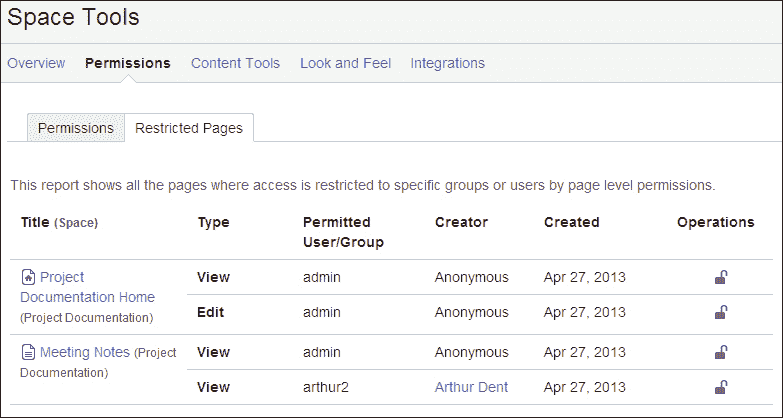 Space Tools
Overview Permissions Content Tools Look and Feel Integrations
Permissions Restricted Pages
This report shows all the pages where access is restricted to specific groups or users by page level permissions.
Title (Space) Type Permitted User/Group Creator Created Operations
Project Documentation Home (Project Documentation) View admin Anonymous Apr 27, 2013
Edit admin Anonymous Apr 27, 2013
Meeting Notes (Project Documentation) View admin Anonymous Apr 27, 2013
View arthur2 Arthur Dent Apr 27, 2013